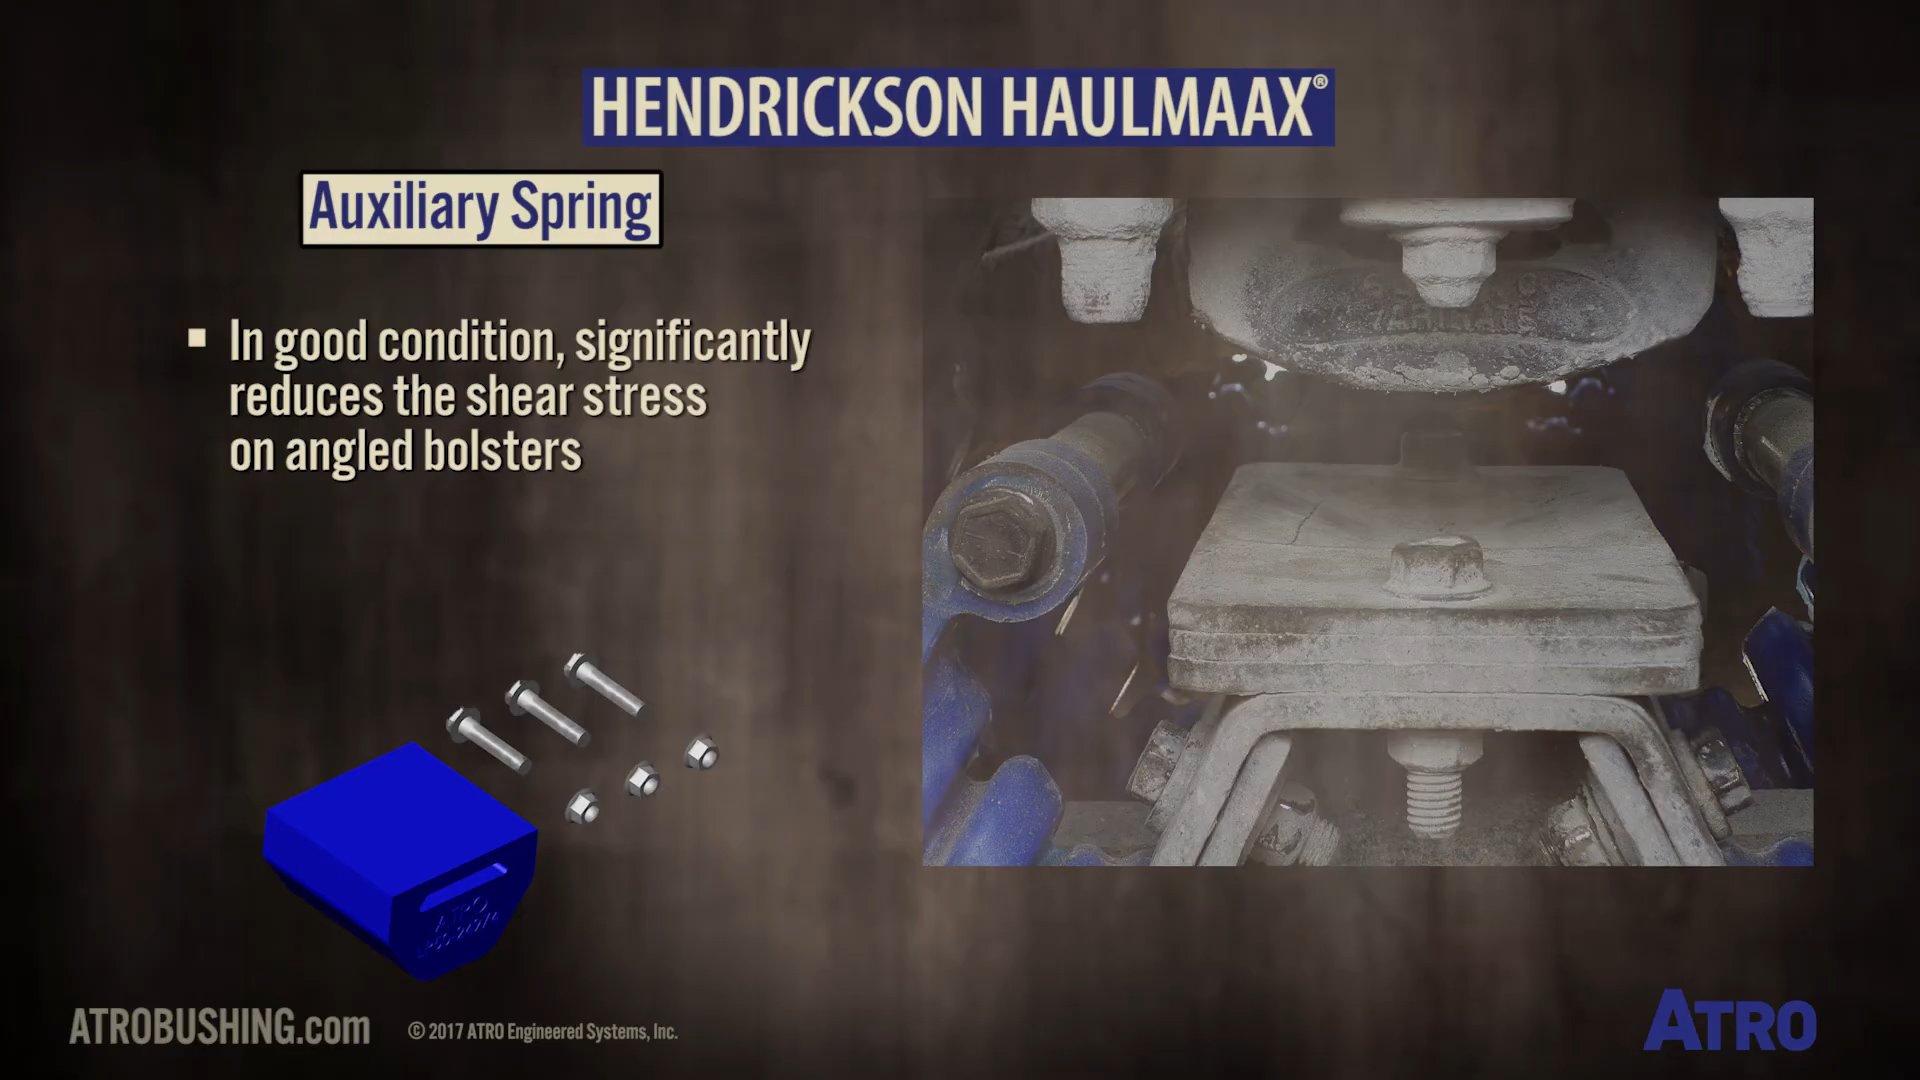 HENDRICKSON HAULMAAX®
Auxiliary Spring
▪ In good condition, significantly
reduces the shear stress
on angled bolsters
ATRO
ATROBUSHING.com
© 2017 ATRO Engineered Systems, Inc.
ATRO